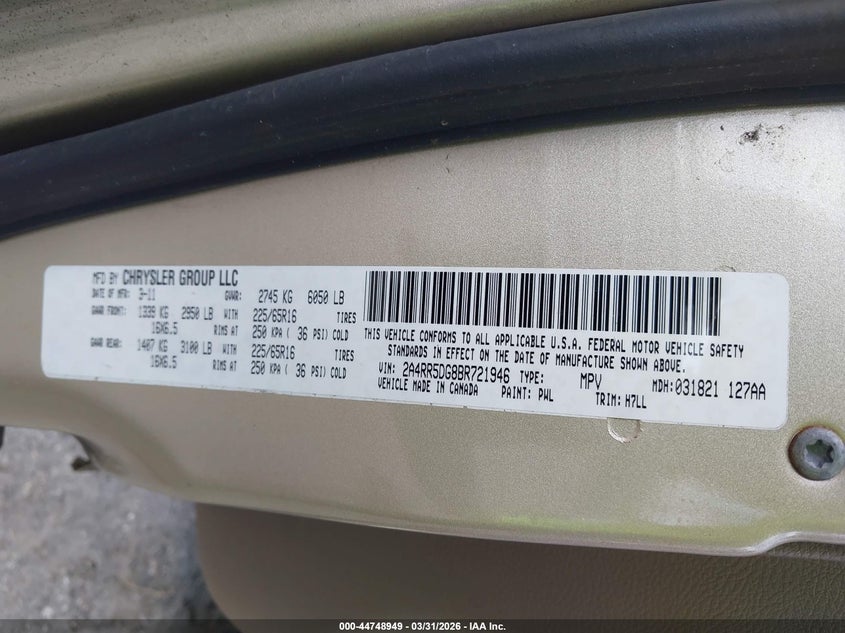 MFD BY CHRYSLER GROUP LLC
DATE OF MFR: 3-11 GVWR: 2745 KG 6050 LB
GAWR FRONT: 1339 KG 2950 LB WITH 225/65R16 TIRES
16X6.5 RIMS AT 250 KPA ( 36 PSI) COLD
GAWR REAR: 1407 KG 3100 LB WITH 225/65R16 TIRES
16X6.5 RIMS AT 250 KPA ( 36 PSI) COLD
THIS VEHICLE CONFORMS TO ALL APPLICABLE U.S.A. FEDERAL MOTOR VEHICLE SAFETY
STANDARDS IN EFFECT ON THE DATE OF MANUFACTURE SHOWN ABOVE.
VIN: 2A4RR5DG8BR721946 TYPE: MPV MDH: 031821 127AA
VEHICLE MADE IN CANADA PAINT: PWL TRIM: H7LL
000-44748949 - 03/31/2026 - IAA Inc.